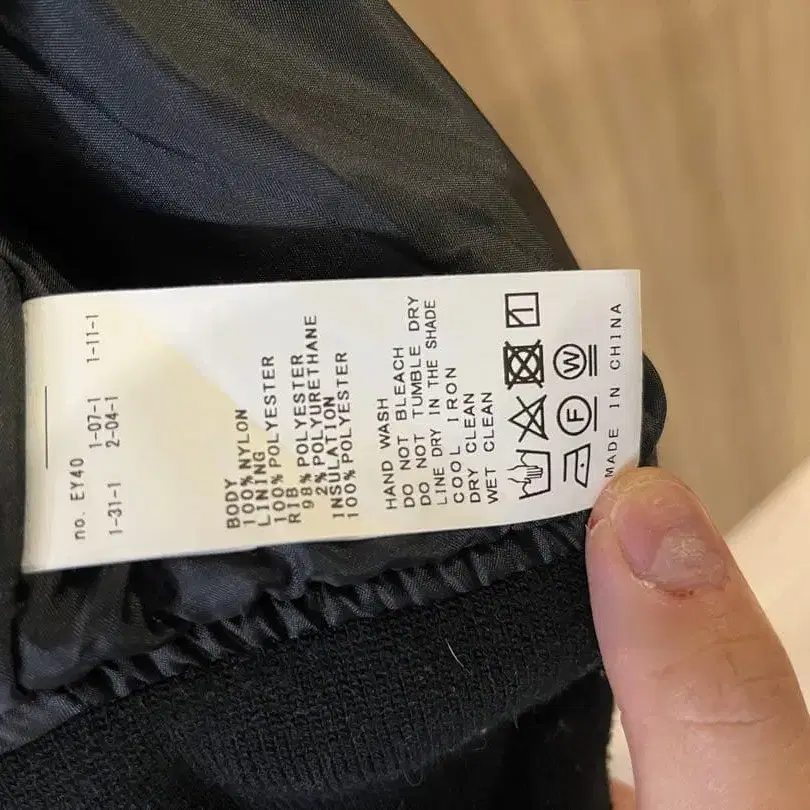 no. EY40
1-31-1 1-07-1 1-11-1
2-04-1
BODY
100% NYLON
LINING
100% POLYESTER
RIB
98% POLYESTER
2% POLYURETHANE
INSULATION
100% POLYESTER
HAND WASH
DO NOT BLEACH
DO NOT TUMBLE DRY
LINE DRY IN THE SHADE
COOL IRON
DRY CLEAN
WET CLEAN
F W
MADE IN CHINA